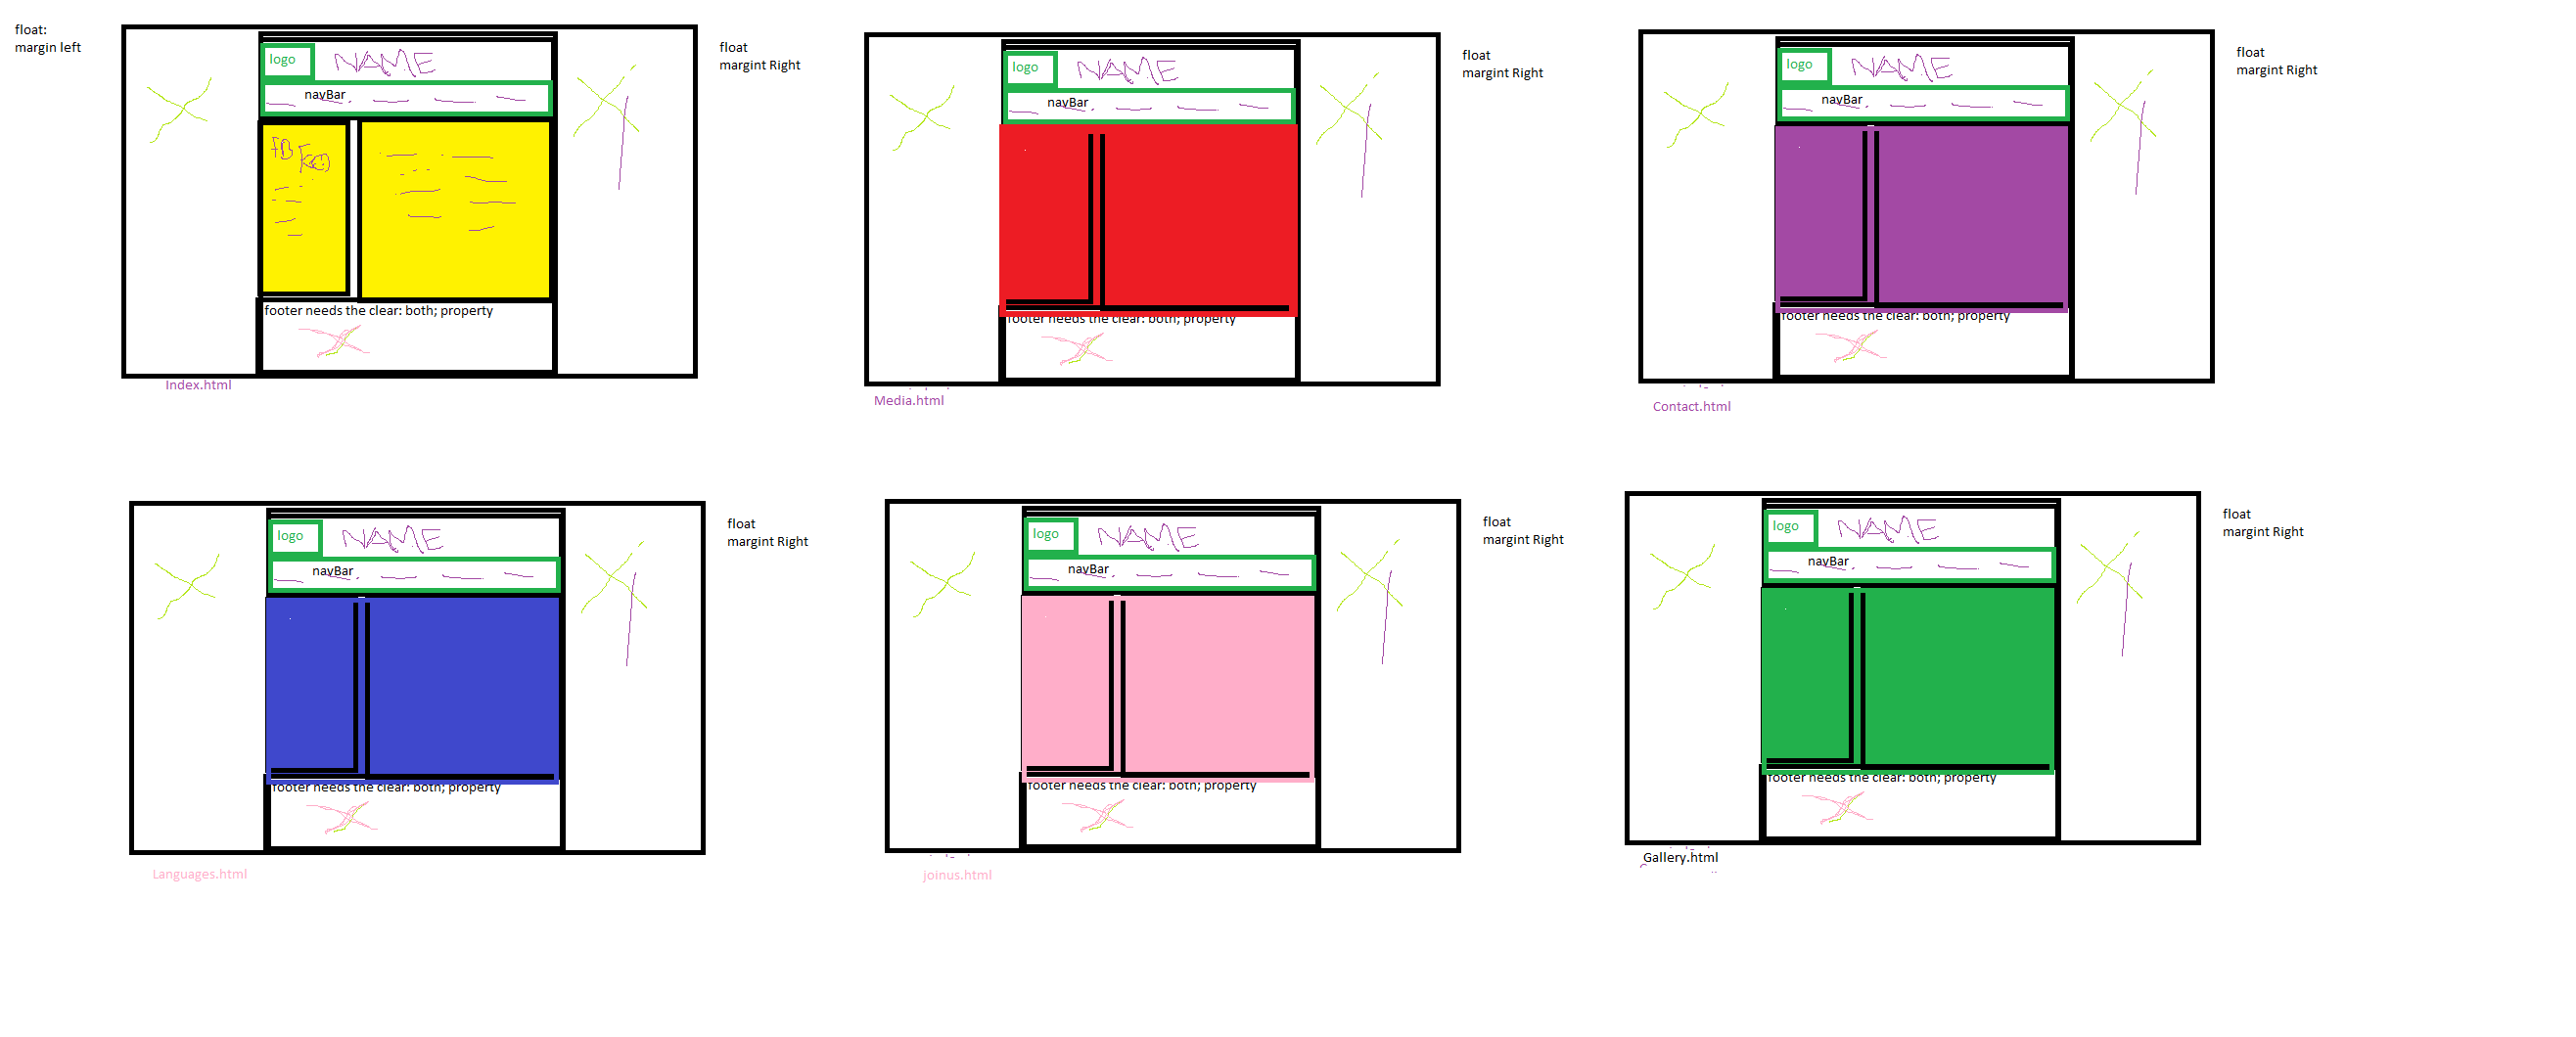 float:
margin left
logo
NAME
navBar
FB
footer needs the clear: both; property
Index.html
float
margint Right
logo
NAME
navBar
footer needs the clear: both; property
Media.html
float
margint Right
logo
NAME
navBar
footer needs the clear: both; property
Contact.html
float
margint Right
logo
NAME
navBar
footer needs the clear: both; property
Languages.html
float
margint Right
logo
NAME
navBar
footer needs the clear: both; property
joinus.html
float
margint Right
logo
NAME
navBar
footer needs the clear: both; property
Gallery.html
float
margint Right